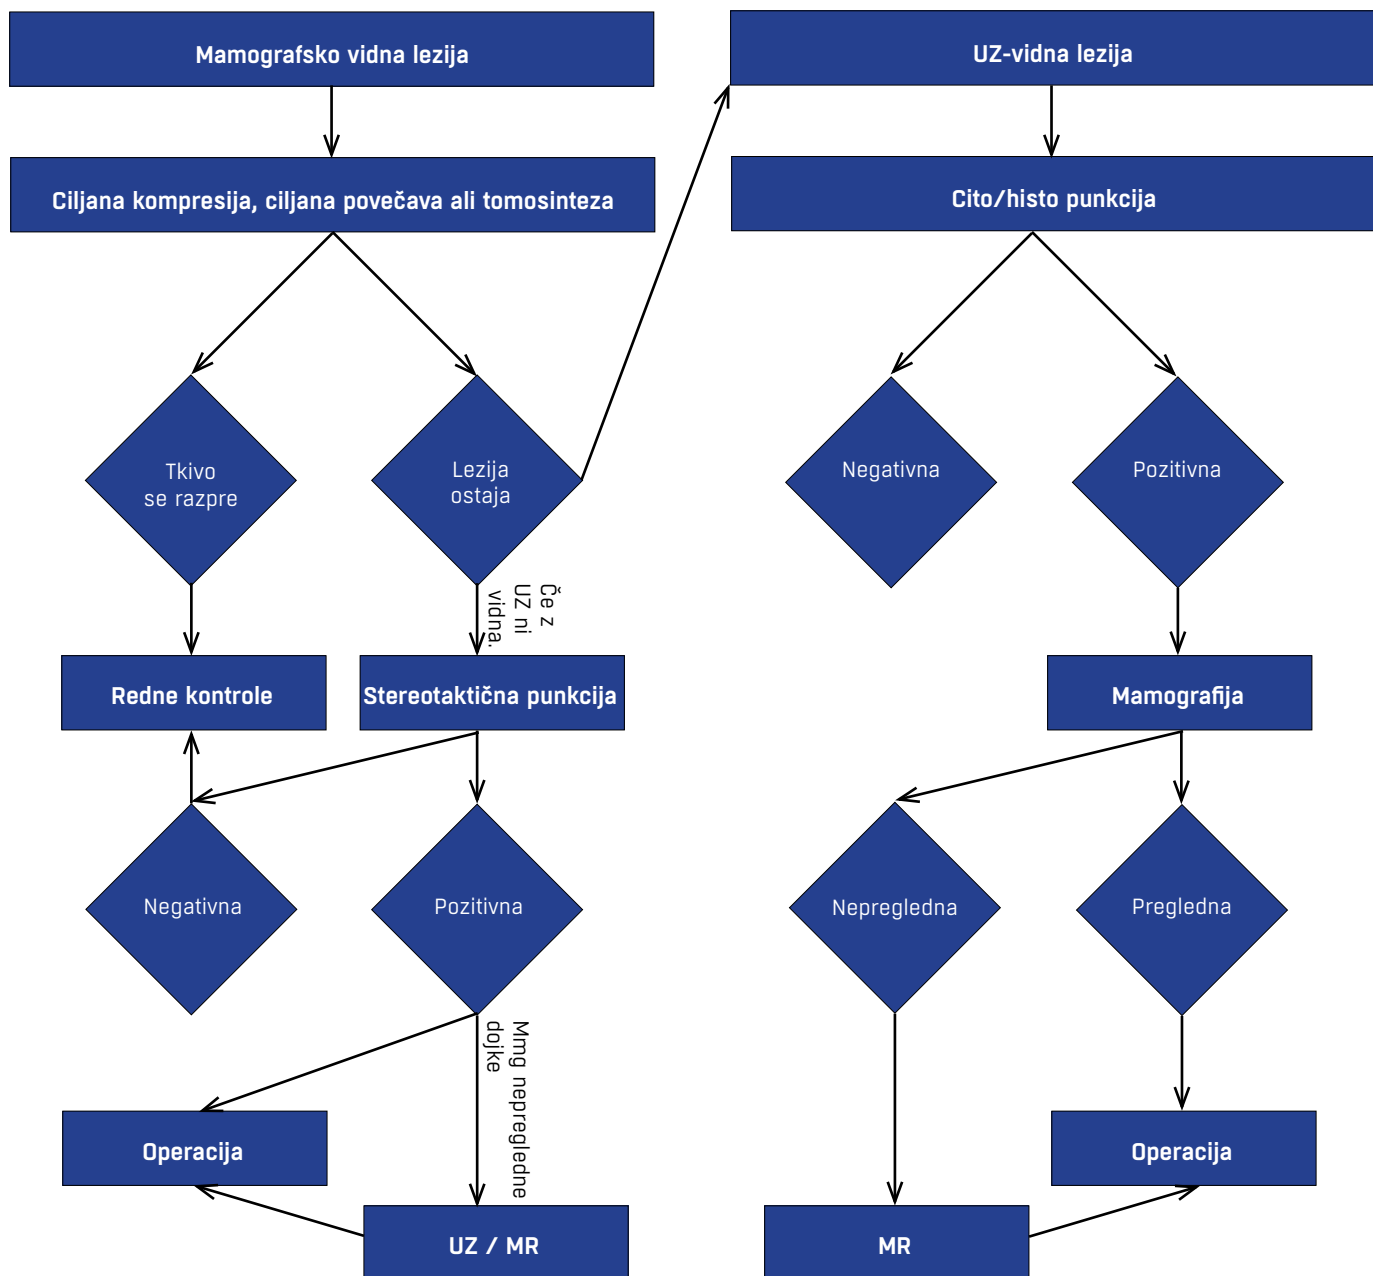 Mamografsko vidna lezija
UZ-vidna lezija
Ciljana kompresija, ciljana povečava ali tomosinteza
Cito/histo punkcija
Tkivo
se razpre
Lezija
ostaja
Negativna
Pozitivna
Če z
UZ ni
vidna.
Redne kontrole
Stereotaktična punkcija
Mamografija
Negativna
Pozitivna
Nepregledna
Pregledna
Mmg nepregledne
dojke
Operacija
Operacija
UZ / MR
MR